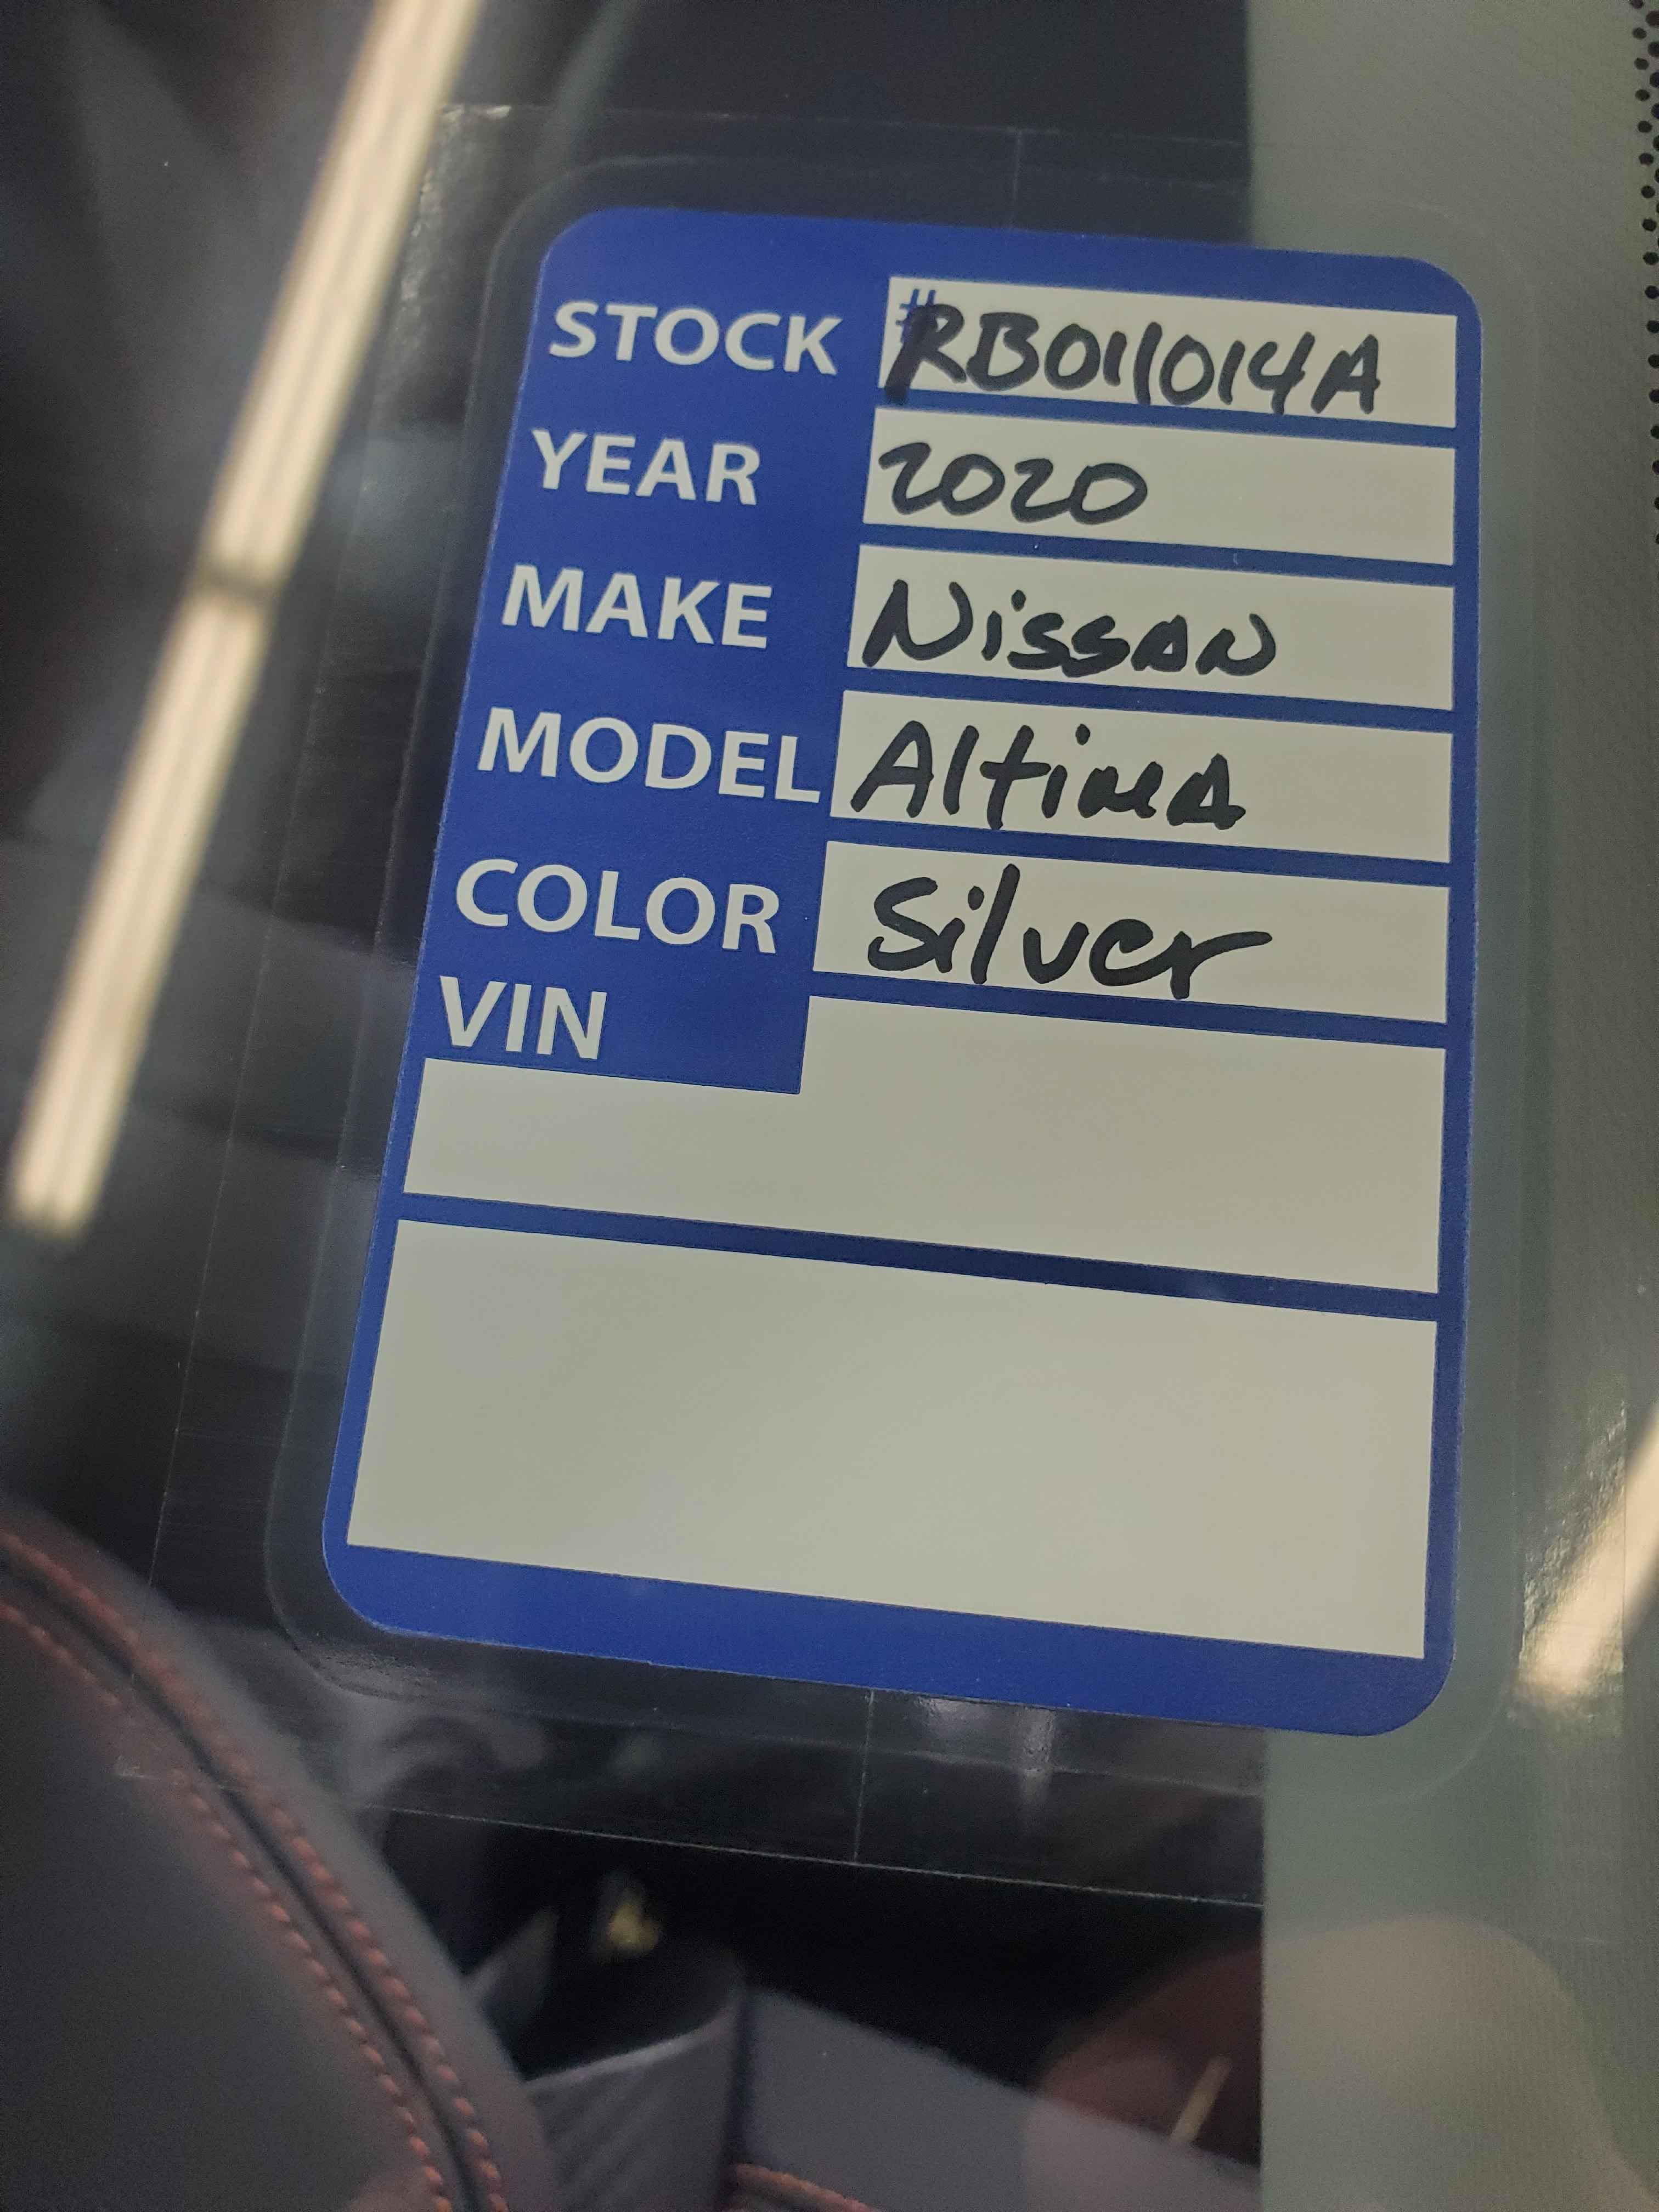 STOCK #RB011014A
YEAR 2020
MAKE Nissan
MODEL Altima
COLOR Silver
VIN